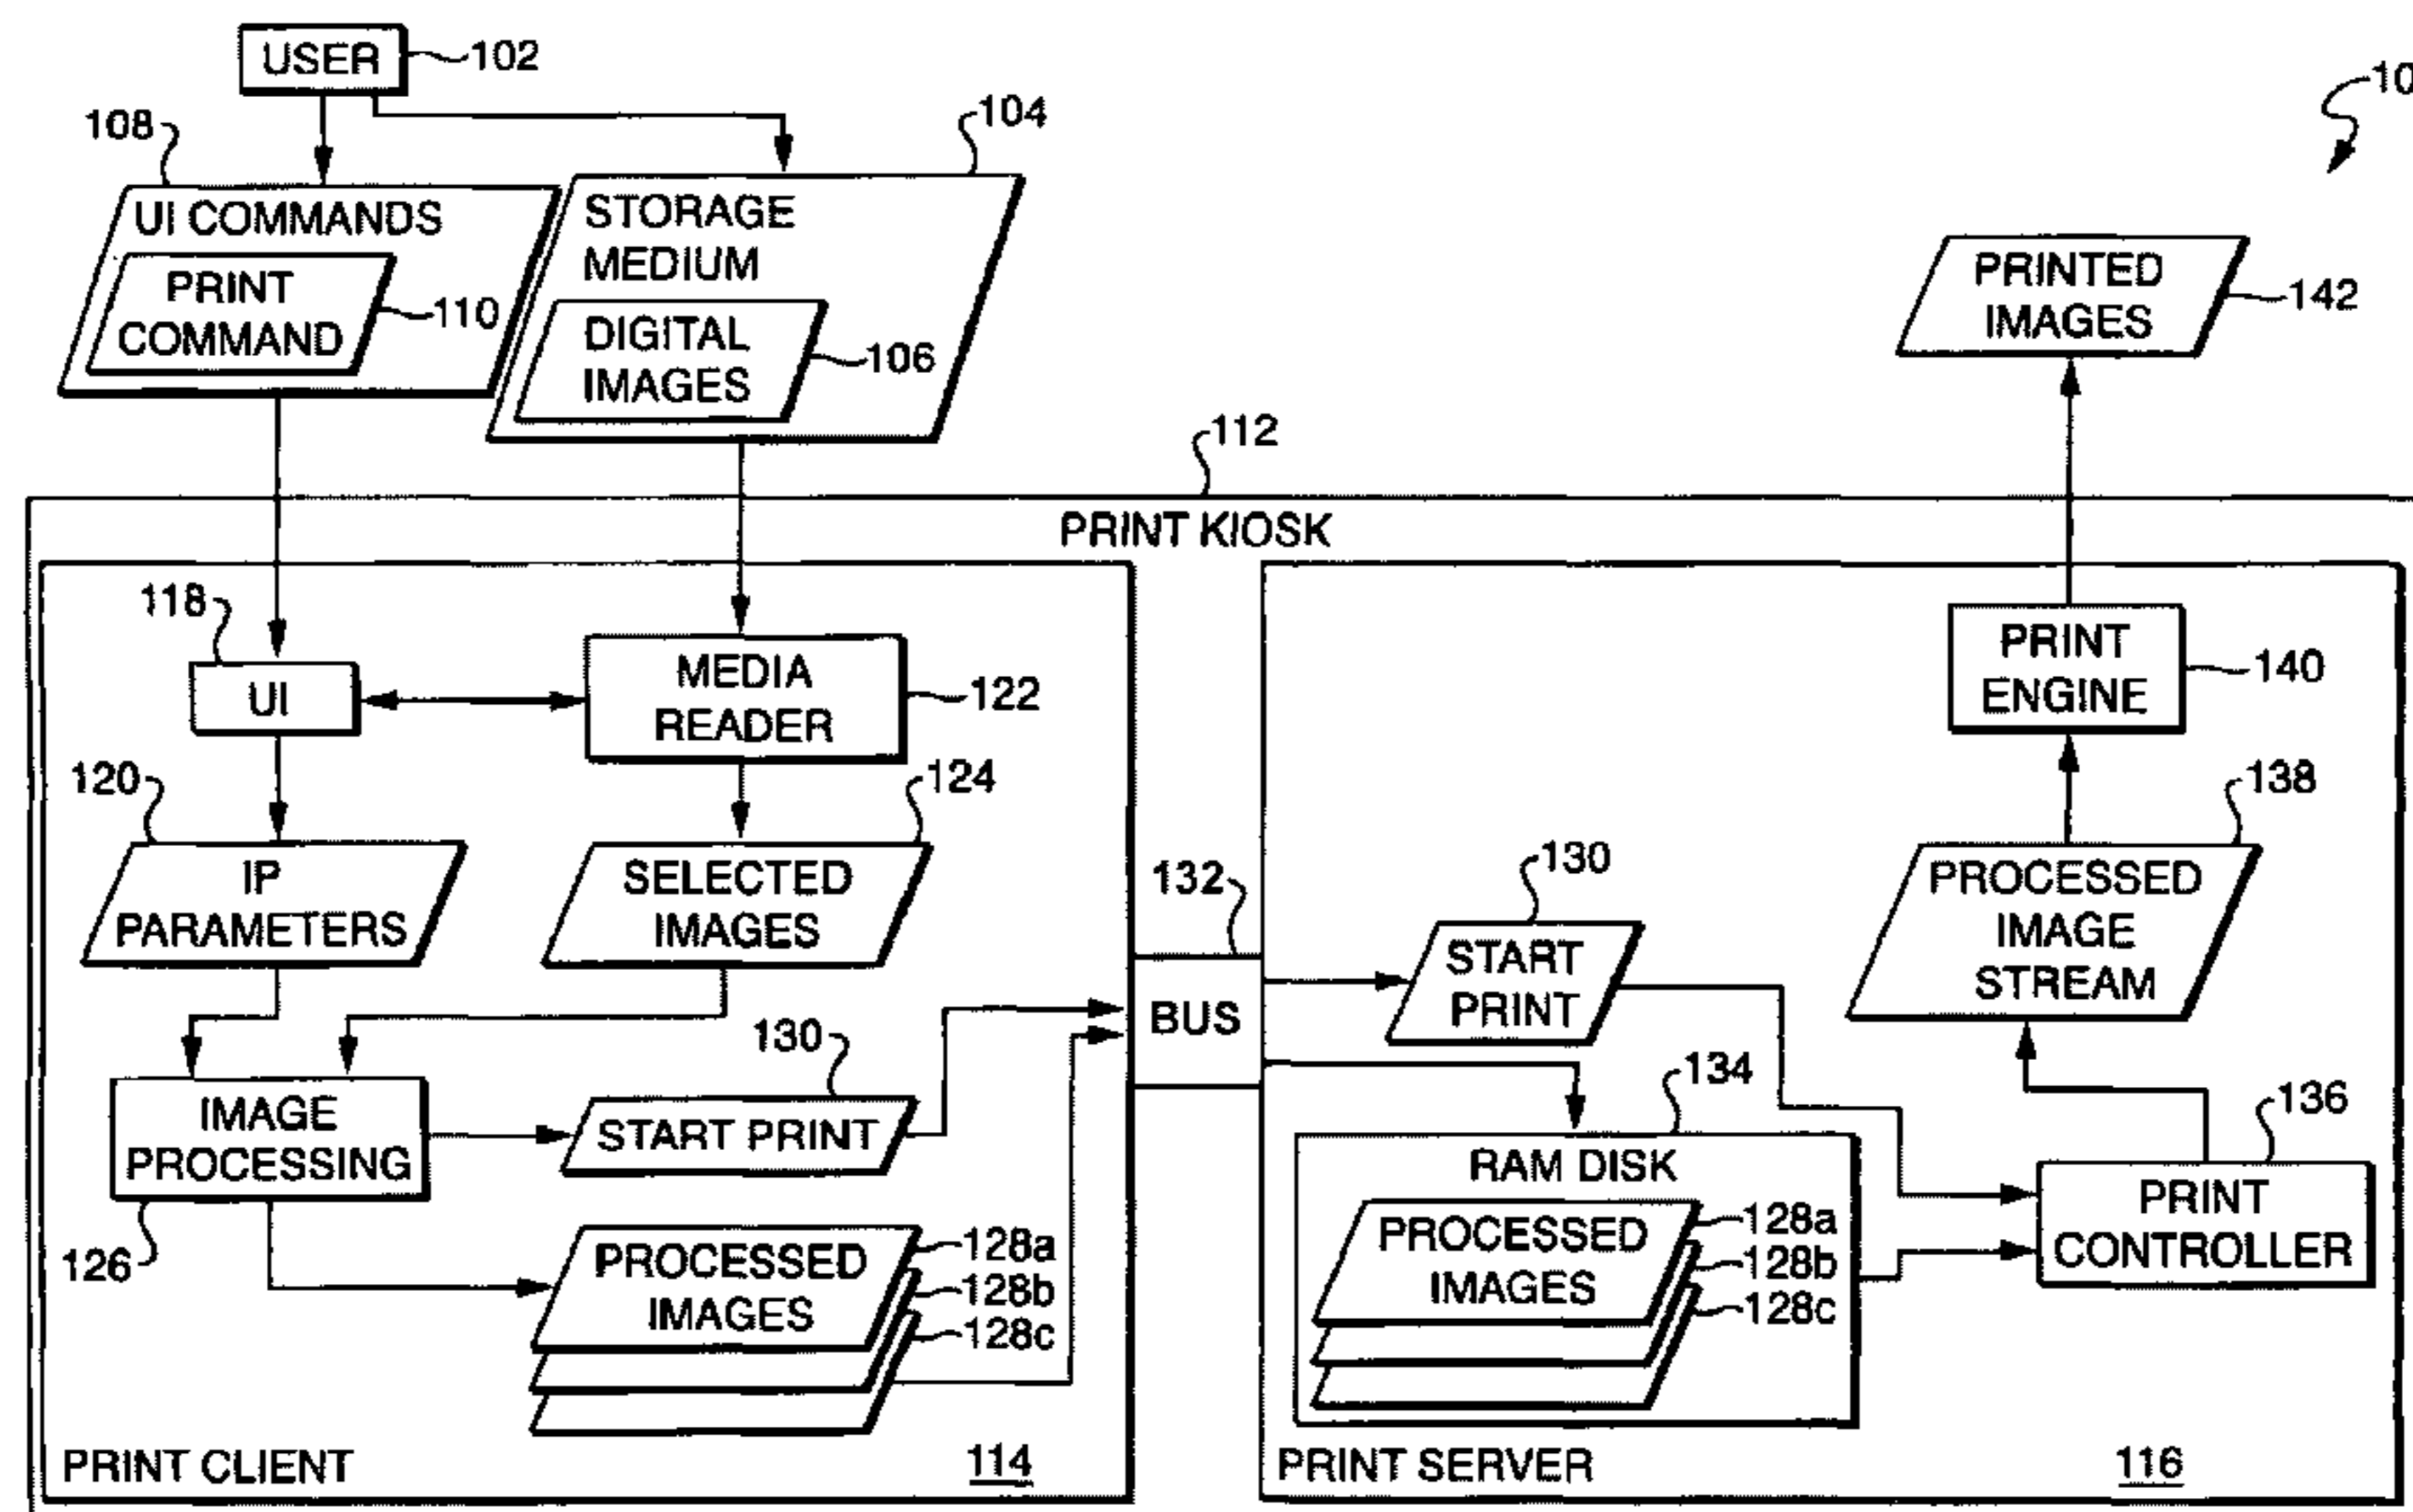 USER
102
10
108
104
UI COMMANDS
PRINT
COMMAND
110
STORAGE
MEDIUM
DIGITAL
IMAGES
106
PRINTED
IMAGES
142
112
PRINT KIOSK
118
UI
MEDIA
READER
122
PRINT
ENGINE
140
120
IP
PARAMETERS
124
SELECTED
IMAGES
138
PROCESSED
IMAGE
STREAM
132
BUS
130
START
PRINT
130
START PRINT
IMAGE
PROCESSING
126
PROCESSED
IMAGES
128a
128b
128c
134
RAM DISK
PROCESSED
IMAGES
128a
128b
128c
136
PRINT
CONTROLLER
PRINT CLIENT
114
PRINT SERVER
116